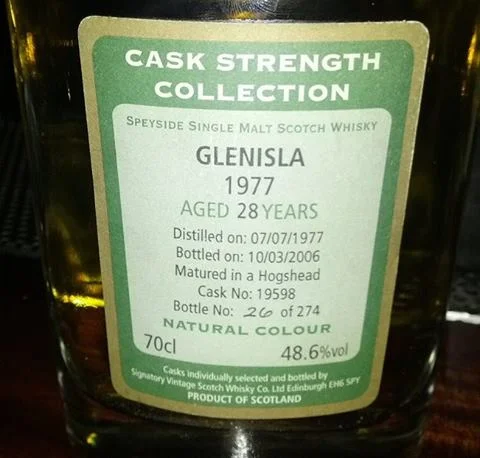 CASK STRENGTH
COLLECTION
SPEYSIDE SINGLE MALT SCOTCH WHISKY
GLENISLA
1977
AGED 28 YEARS
Distilled on: 07/07/1977
Bottled on: 10/03/2006
Matured in a Hogshead
Cask No: 19598
Bottle No: 26 of 274
NATURAL COLOUR
70cl 48.6%vol
Casks individually selected and bottled by
Signatory Vintage Scotch Whisky Co. Ltd Edinburgh EH6 5PY
PRODUCT OF SCOTLAND